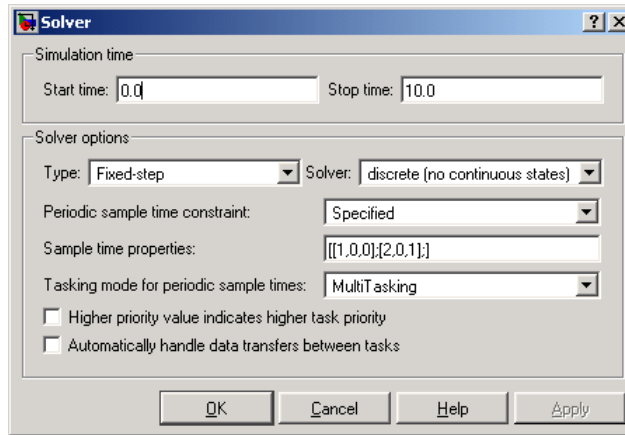 Solver
Simulation time
Start time: 0.0 Stop time: 10.0
Solver options
Type: Fixed-step Solver: discrete (no continuous states)
Periodic sample time constraint: Specified
Sample time properties: [[1,0,0];[2,0,1];]
Tasking mode for periodic sample times: MultiTasking
Higher priority value indicates higher task priority
Automatically handle data transfers between tasks
OK Cancel Help Apply